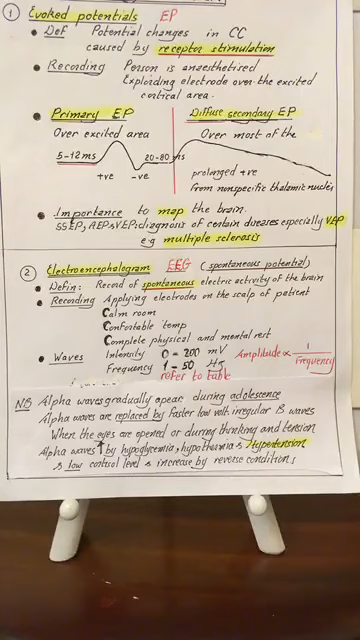 ① Evoked potentials EP
• Def Potential changes in CC
caused by receptor stimulation
• Recording Person is anaesthetised
Exploring electrode over the excited
cortical area.
• Primary EP
Over excited area
5-12 ms
+ve
-ve
20-80 ms
Diffuse secondary EP
Over most of the
prolonged +ve
From nonspecific thalamic nucles
• Importance to map the brain.
SSEP, AEP & VEP: diagnosis of certain diseases especially VEP
e.g multiple sclerosis
② Electroencephalogram EEG (spontaneous potential)
• Defin: Record of spontaneous electric activity of the brain
• Recording Applying electrodes on the scalp of patient
Calm room
Confortable temp
Complete physical and mental rest
• Waves Intensity 0 = 200 mV Amplitude ∝ 1/Frequency
Frequency 1 - 50 Hz
refer to table
NB Alpha waves gradually apear during adolescence
Alpha waves are replaced by Faster low volt irregular B waves
When the eyes are opened or during thinking and tension
Alpha waves ↑ by hypoglycemia, hypothermia & Hypertension
& low cortisol level & increase by reverse conditions